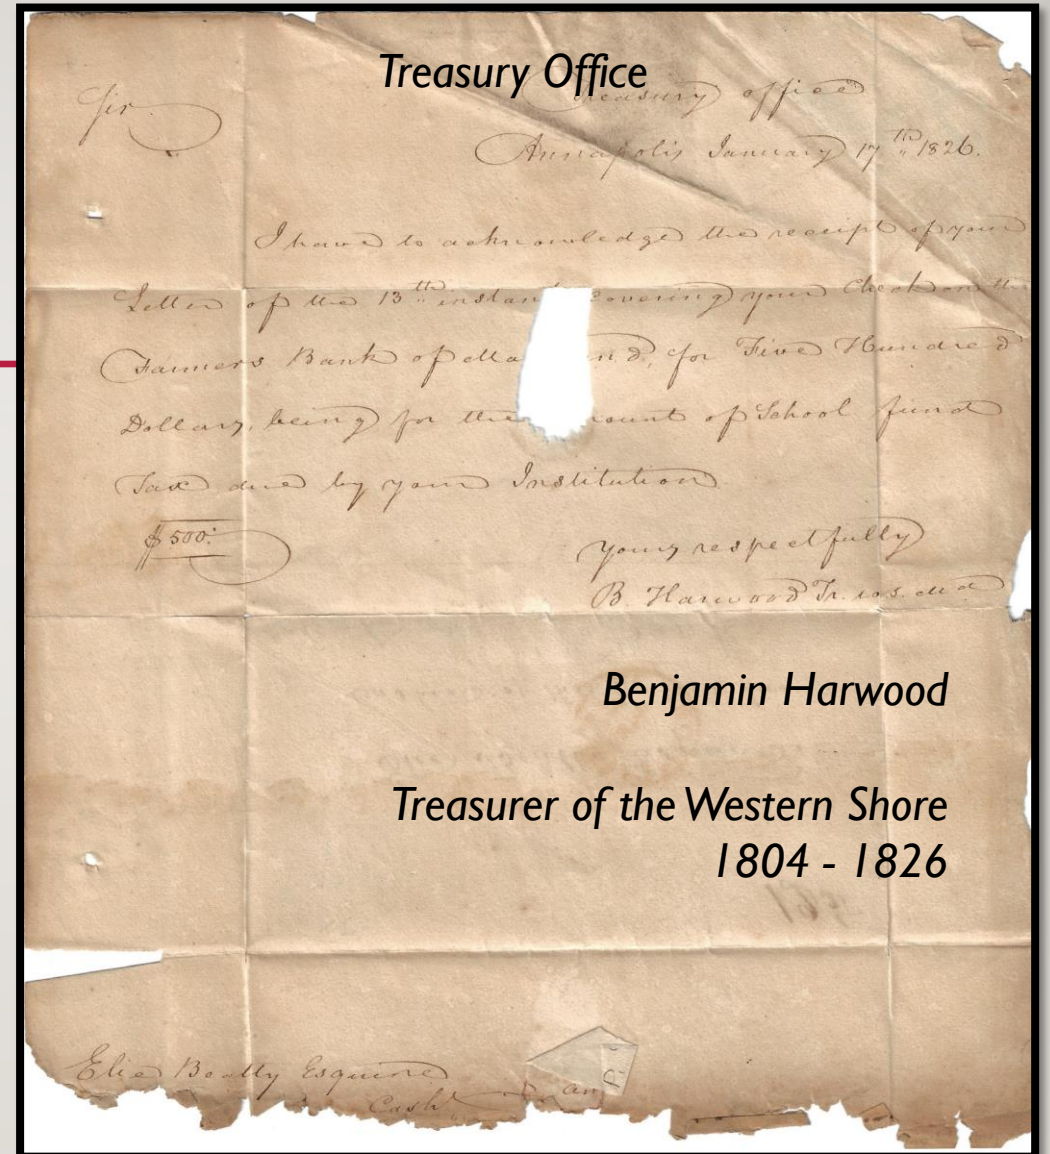 Treasury Office
Sir
Treasury office
Annapolis January 17th 1826.
I have to acknowledge the receipt of your
Letter of the 13th instant covering your Check on the
Farmers Bank of Ma nd, for Five Hundred
Dollars, being for the ount of School fund
Tax due by your Institution
$500:
Yours respectfully
B. Harwood Tr. W.S. Md
Benjamin Harwood
Treasurer of the Western Shore
1804 - 1826
Elie Beatty Esquire
Cash